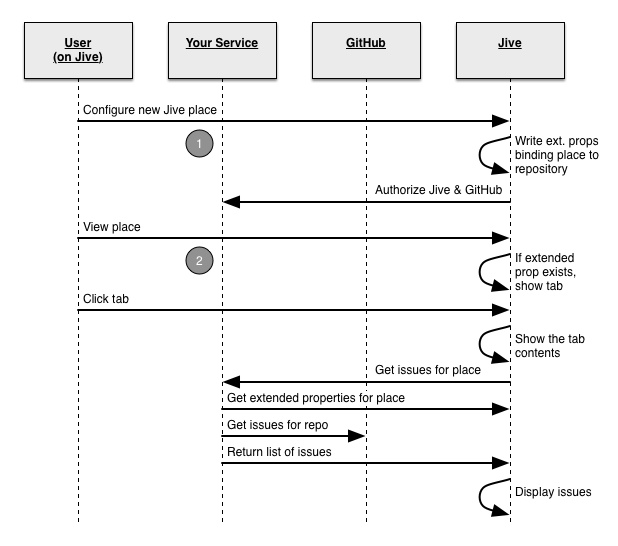 User
(on Jive)
Your Service
GitHub
Jive
Configure new Jive place
1
Write ext. props
binding place to
repository
Authorize Jive & GitHub
View place
2
If extended
prop exists,
show tab
Click tab
Show the tab
contents
Get issues for place
Get extended properties for place
Get issues for repo
Return list of issues
Display issues